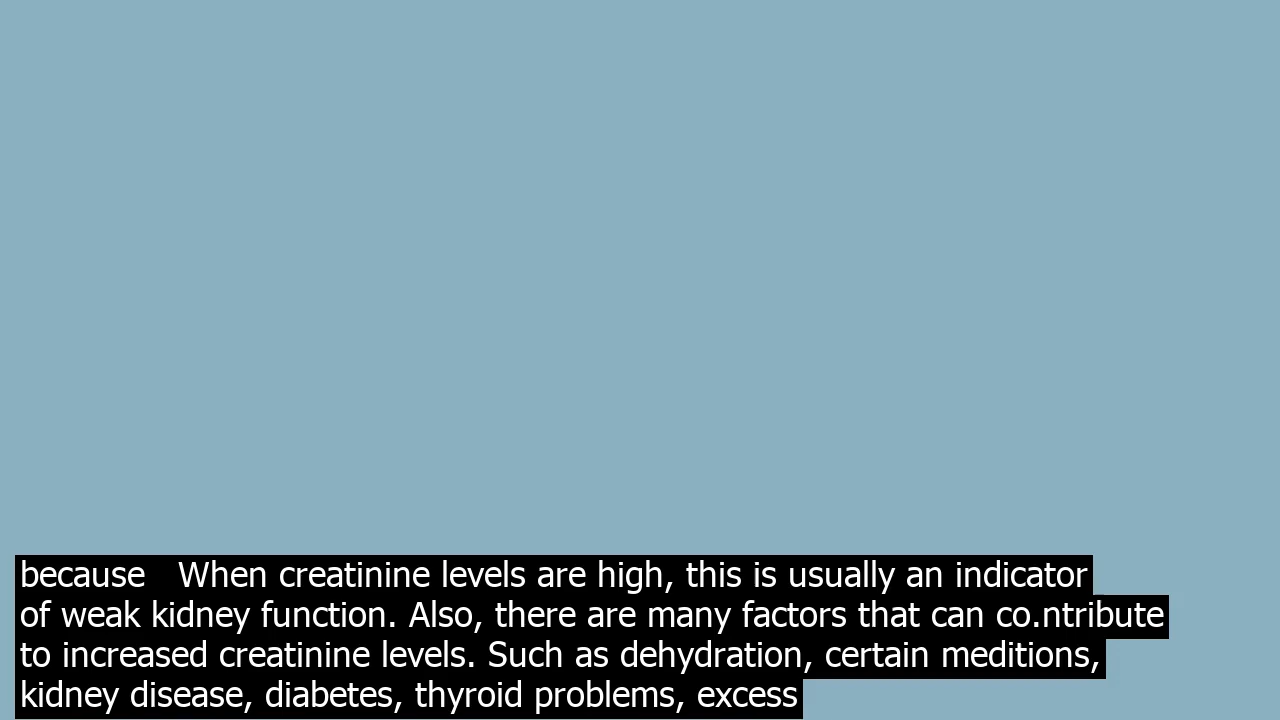 because   When creatinine levels are high, this is usually an indicator
of weak kidney function. Also, there are many factors that can co.ntribute
to increased creatinine levels. Such as dehydration, certain meditions,
kidney disease, diabetes, thyroid problems, excess